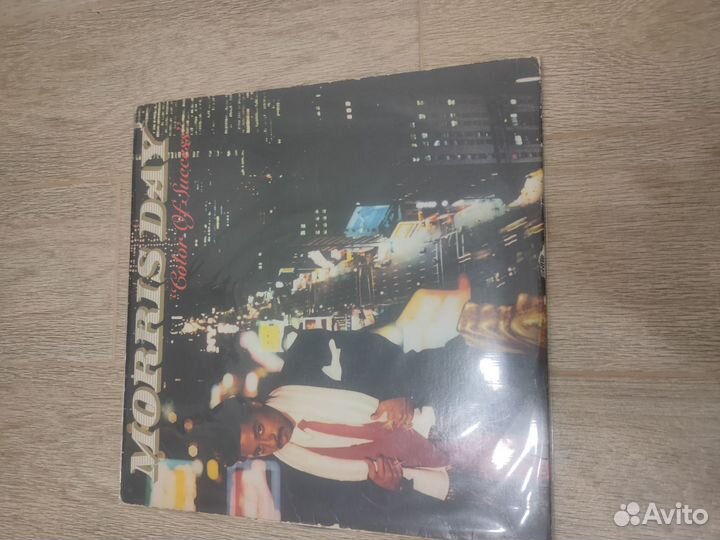 MORRIS DAY
"Color Of Success"
Avito